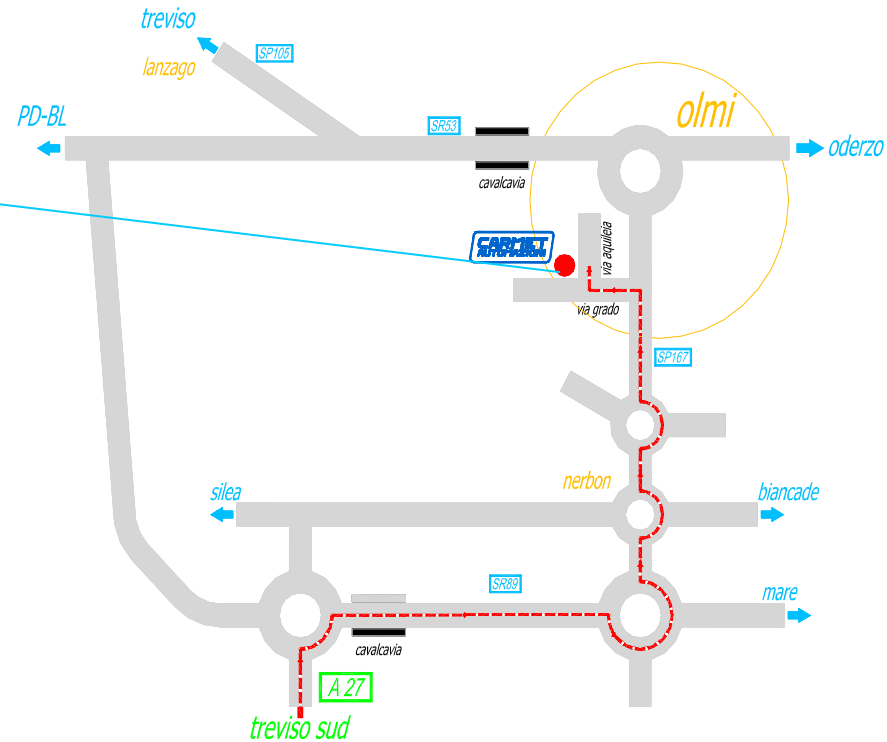 treviso
SP105
lanzago
PD-BL
SR53
olmi
oderzo
cavalcavia
via aquileia
CARMET
AUTOTRAZIONI
via grado
SP167
nerbon
silea
biancade
SR89
mare
cavalcavia
A 27
treviso sud